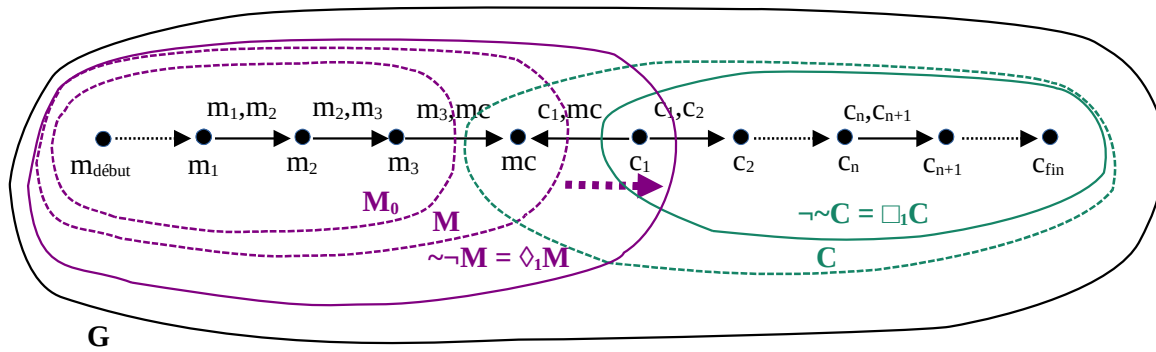 m₁,m₂ m₂,m₃ m₃,mc c₁,mc c₁,c₂ cₙ,cₙ₊₁
m_début m₁ m₂ m₃ mc c₁ c₂ cₙ cₙ₊₁ c_fin
M₀
¬~C = □₁C
M
~¬M = ◊₁M
C
G